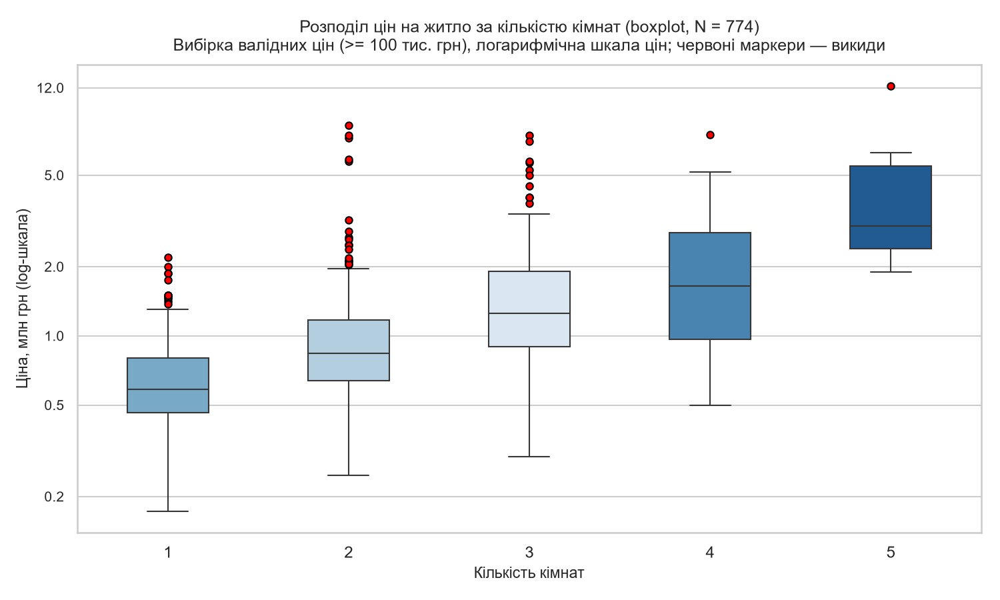 Розподіл цін на житло за кількістю кімнат (boxplot, N = 774)
Вибірка валідних цін (>= 100 тис. грн), логарифмічна шкала цін; червоні маркери — викиди
Ціна, млн грн (log-шкала)
12.0
5.0
2.0
1.0
0.5
0.2
1 2 3 4 5
Кількість кімнат